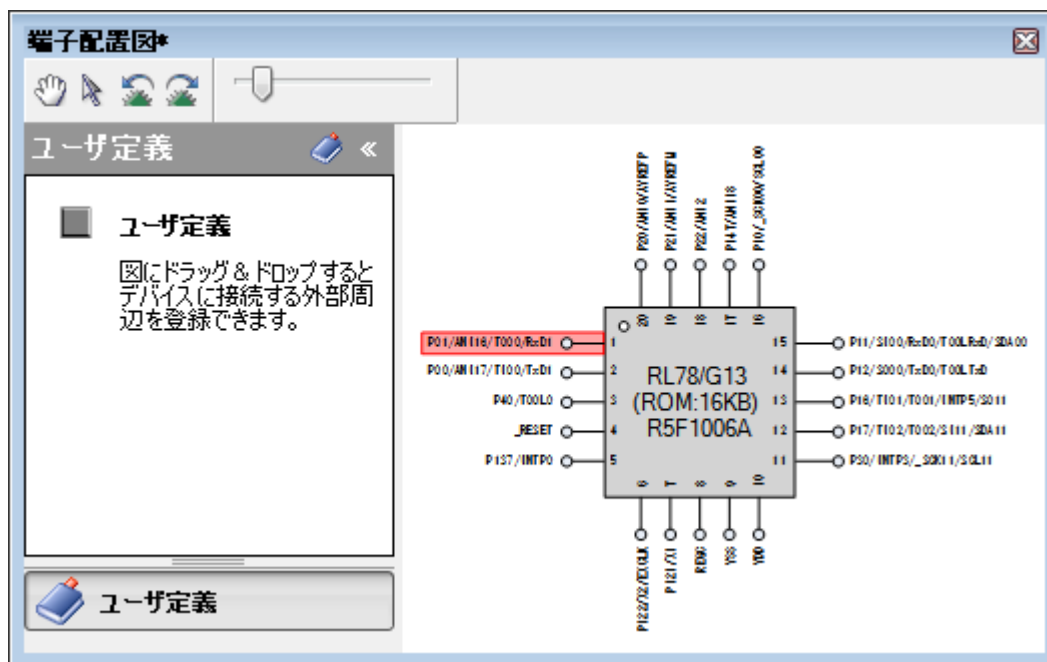 端子配置図*
ユーザ定義 «
ユーザ定義
図にドラッグ&ドロップすると
デバイスに接続する外部周
辺を登録できます。
ユーザ定義
P20/ANI0/AVREFP
P21/ANI1/AVREFM
P22/ANI2
P147/ANI18
P10/_SCK00/SCL00
20 19 18 17 16
P01/ANI16/TO00/RxD1 1
P00/ANI17/TI00/TxD1 2
P40/TOOL0 3
_RESET 4
P137/INTP0 5
RL78/G13
(ROM:16KB)
R5F1006A
15 P11/SI00/RxD0/TOOLRxD/SDA00
14 P12/SO00/TxD0/TOOLTxD
13 P16/TI01/TO01/INTP5/SO11
12 P17/TI02/TO02/SI11/SDA11
11 P30/INTP3/_SCK11/SCL11
6 7 8 9 10
P122/X2/EXCLK
P121/X1
REGC
VSS
VDD